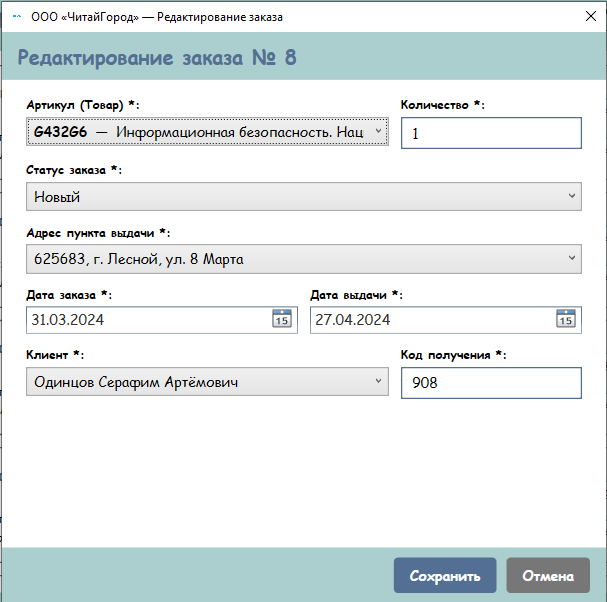 ООО «ЧитайГород» — Редактирование заказа
Редактирование заказа № 8
Артикул (Товар) *:
Количество *:
G432G6 — Информационная безопасность. Нац
1
Статус заказа *:
Новый
Адрес пункта выдачи *:
625683, г. Лесной, ул. 8 Марта
Дата заказа *:
Дата выдачи *:
31.03.2024
15
27.04.2024
15
Клиент *:
Код получения *:
Одинцов Серафим Артёмович
908
Сохранить
Отмена